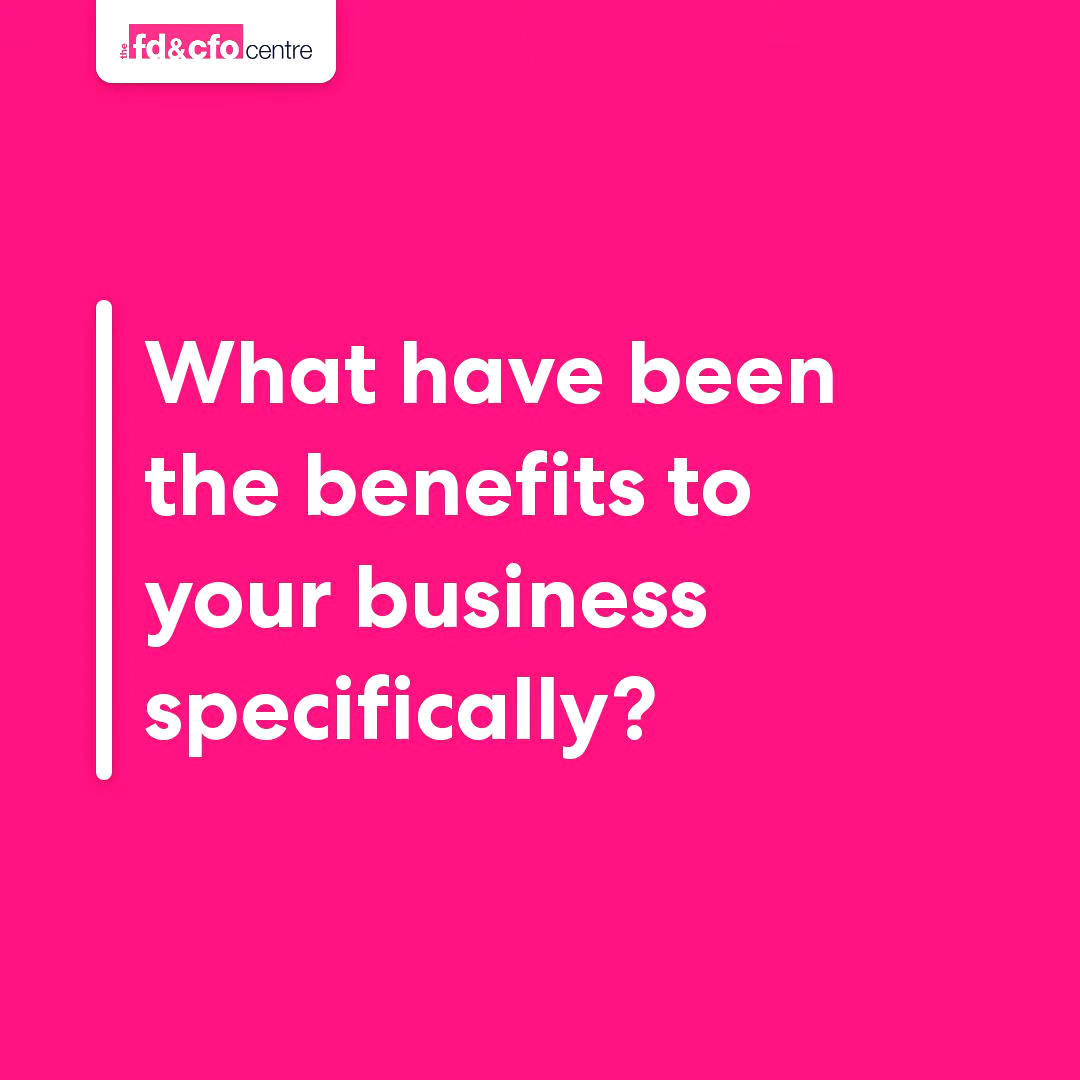 the fd&cfo centre
What have been
the benefits to
your business
specifically?